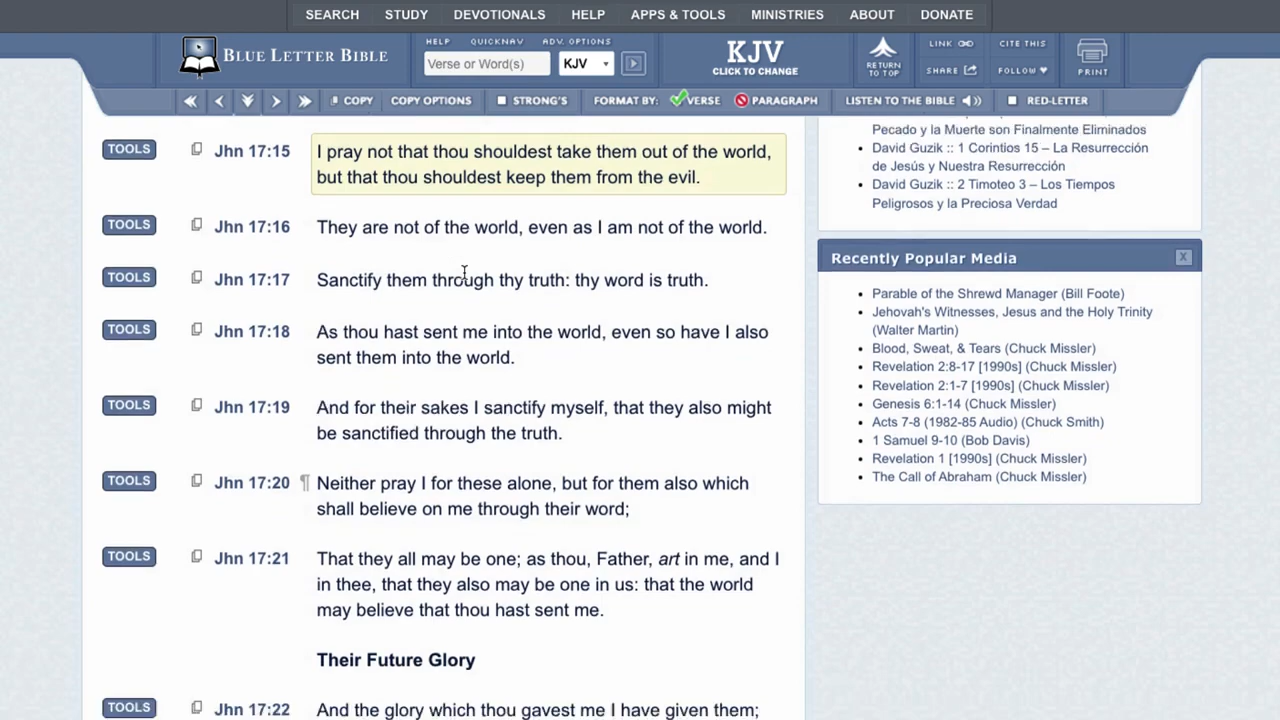 SEARCH STUDY DEVOTIONALS HELP APPS & TOOLS MINISTRIES ABOUT DONATE
BLUE LETTER BIBLE
HELP QUICKNAV ADV. OPTIONS
Verse or Word(s) KJV
KJV
CLICK TO CHANGE
RETURN
TO TOP
LINK CITE THIS
SHARE FOLLOW
PRINT
COPY COPY OPTIONS STRONG'S FORMAT BY: VERSE PARAGRAPH LISTEN TO THE BIBLE RED-LETTER
TOOLS Jhn 17:15 I pray not that thou shouldest take them out of the world,
but that thou shouldest keep them from the evil.
TOOLS Jhn 17:16 They are not of the world, even as I am not of the world.
TOOLS Jhn 17:17 Sanctify them through thy truth: thy word is truth.
TOOLS Jhn 17:18 As thou hast sent me into the world, even so have I also
sent them into the world.
TOOLS Jhn 17:19 And for their sakes I sanctify myself, that they also might
be sanctified through the truth.
TOOLS Jhn 17:20 ¶ Neither pray I for these alone, but for them also which
shall believe on me through their word;
TOOLS Jhn 17:21 That they all may be one; as thou, Father, art in me, and I
in thee, that they also may be one in us: that the world
may believe that thou hast sent me.
Their Future Glory
TOOLS Jhn 17:22 And the glory which thou gavest me I have given them;
Pecado y la Muerte son Finalmente Eliminados
David Guzik :: 1 Corintios 15 – La Resurrección
de Jesús y Nuestra Resurrección
David Guzik :: 2 Timoteo 3 – Los Tiempos
Peligrosos y la Preciosa Verdad
Recently Popular Media X
Parable of the Shrewd Manager (Bill Foote)
Jehovah's Witnesses, Jesus and the Holy Trinity
(Walter Martin)
Blood, Sweat, & Tears (Chuck Missler)
Revelation 2:8-17 [1990s] (Chuck Missler)
Revelation 2:1-7 [1990s] (Chuck Missler)
Genesis 6:1-14 (Chuck Missler)
Acts 7-8 (1982-85 Audio) (Chuck Smith)
1 Samuel 9-10 (Bob Davis)
Revelation 1 [1990s] (Chuck Missler)
The Call of Abraham (Chuck Missler)